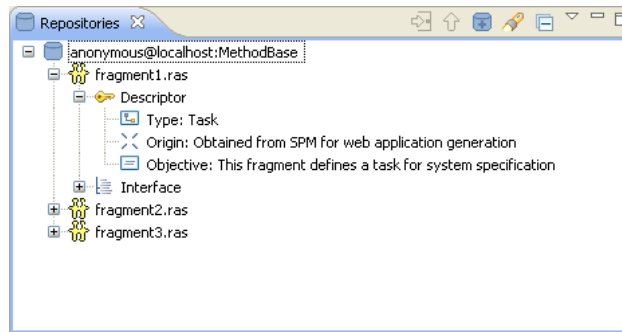 Repositories
anonymous@localhost:MethodBase
fragment1.ras
Descriptor
Type: Task
Origin: Obtained from SPM for web application generation
Objective: This fragment defines a task for system specification
Interface
fragment2.ras
fragment3.ras